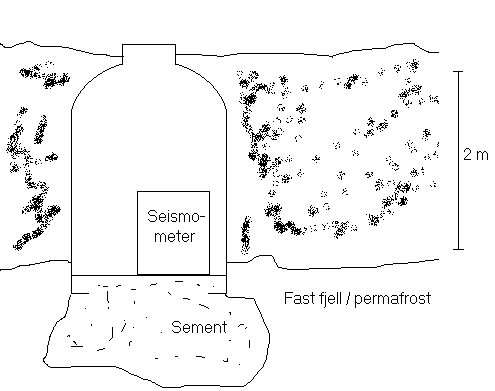 2 m
Seismo-
meter
Fast fjell / permafrost
Sement